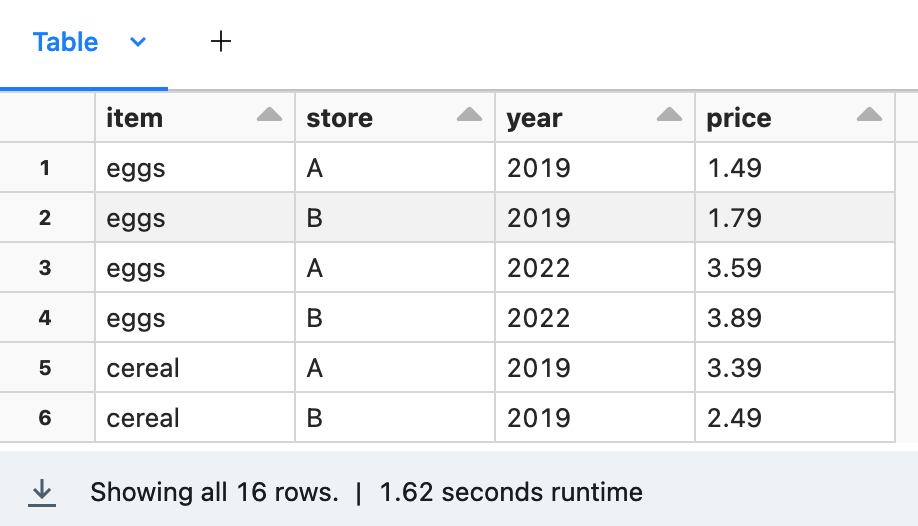 Table
item store year price
1 eggs A 2019 1.49
2 eggs B 2019 1.79
3 eggs A 2022 3.59
4 eggs B 2022 3.89
5 cereal A 2019 3.39
6 cereal B 2019 2.49
Showing all 16 rows. | 1.62 seconds runtime